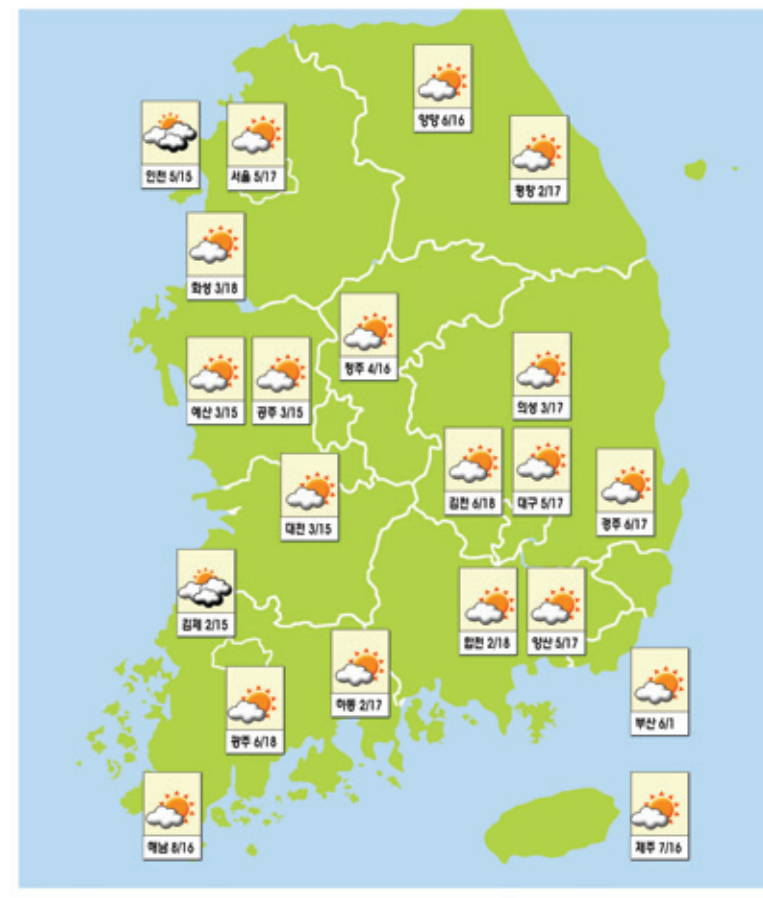 양양 6/16
인천 5/15
서울 5/17
평창 2/17
화성 3/18
청주 4/16
예산 3/15
공주 3/15
의성 3/17
김천 6/18
대구 5/17
경주 6/17
대전 3/15
김제 2/15
합천 2/18
양산 5/17
하동 2/17
광주 6/18
부산 6/1
해남 8/16
제주 7/16